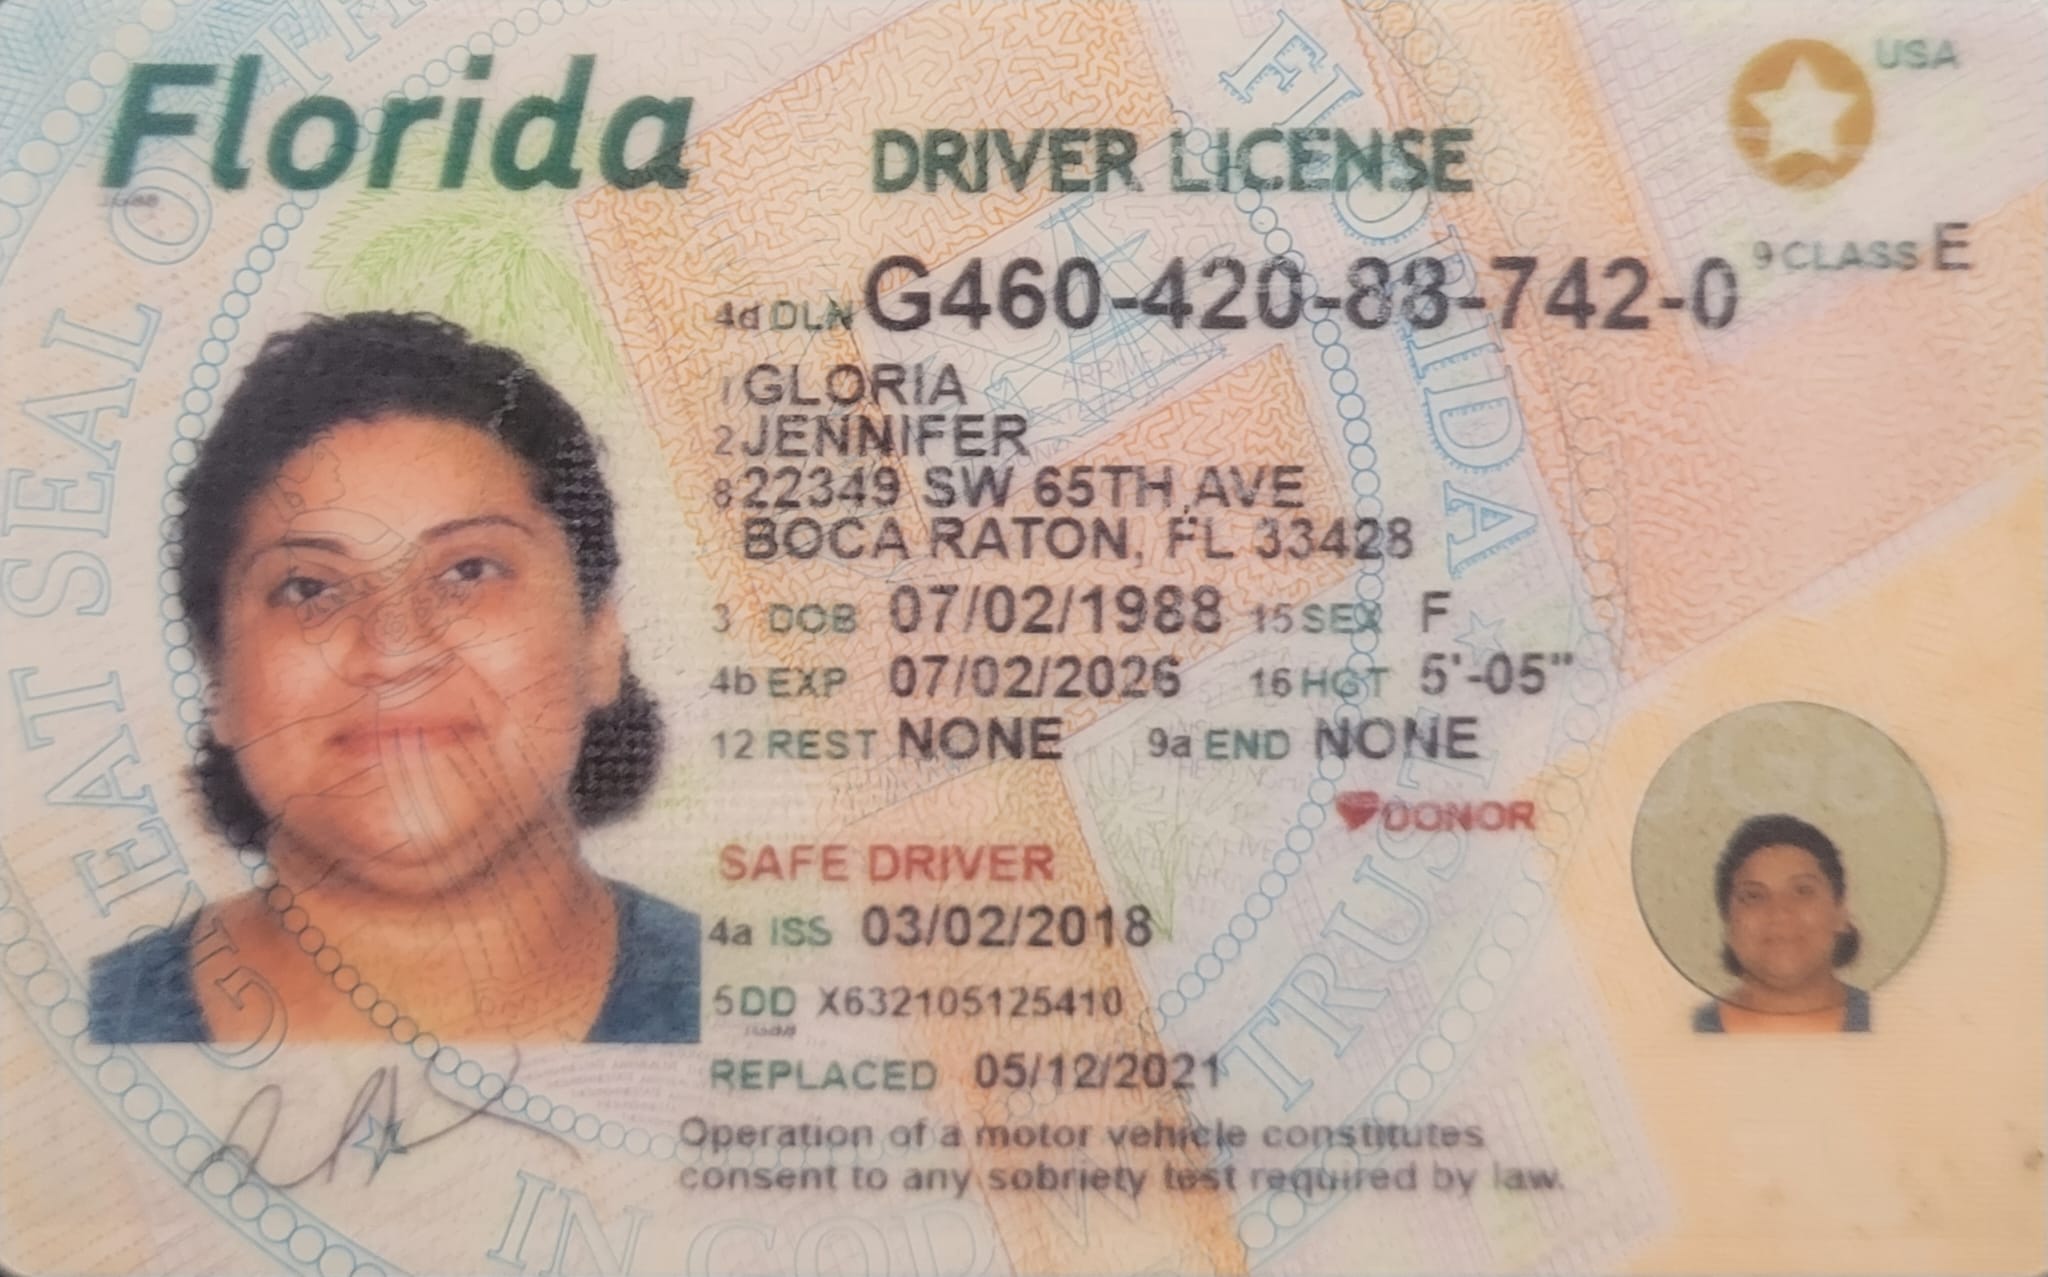 Florida
DRIVER LICENSE
USA
9 CLASS E
4d DLN G460-420-88-742-0
1 GLORIA
2 JENNIFER
8 22349 SW 65TH AVE
BOCA RATON, FL 33428
3 DOB 07/02/1988 15 SEX F
4b EXP 07/02/2026 16 HGT 5'-05"
12 REST NONE 9a END NONE
DONOR
SAFE DRIVER
4a ISS 03/02/2018
5 DD X632105125410
REPLACED 05/12/2021
Operation of a motor vehicle constitutes
consent to any sobriety test required by law.
GREAT SEAL OF
FLORIDA
IN GOD WE TRUST